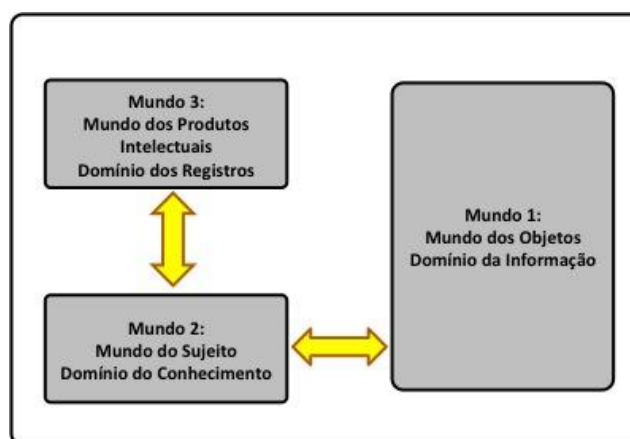 Mundo 3:
Mundo dos Produtos
Intelectuais
Domínio dos Registros
Mundo 1:
Mundo dos Objetos
Domínio da Informação
Mundo 2:
Mundo do Sujeito
Domínio do Conhecimento